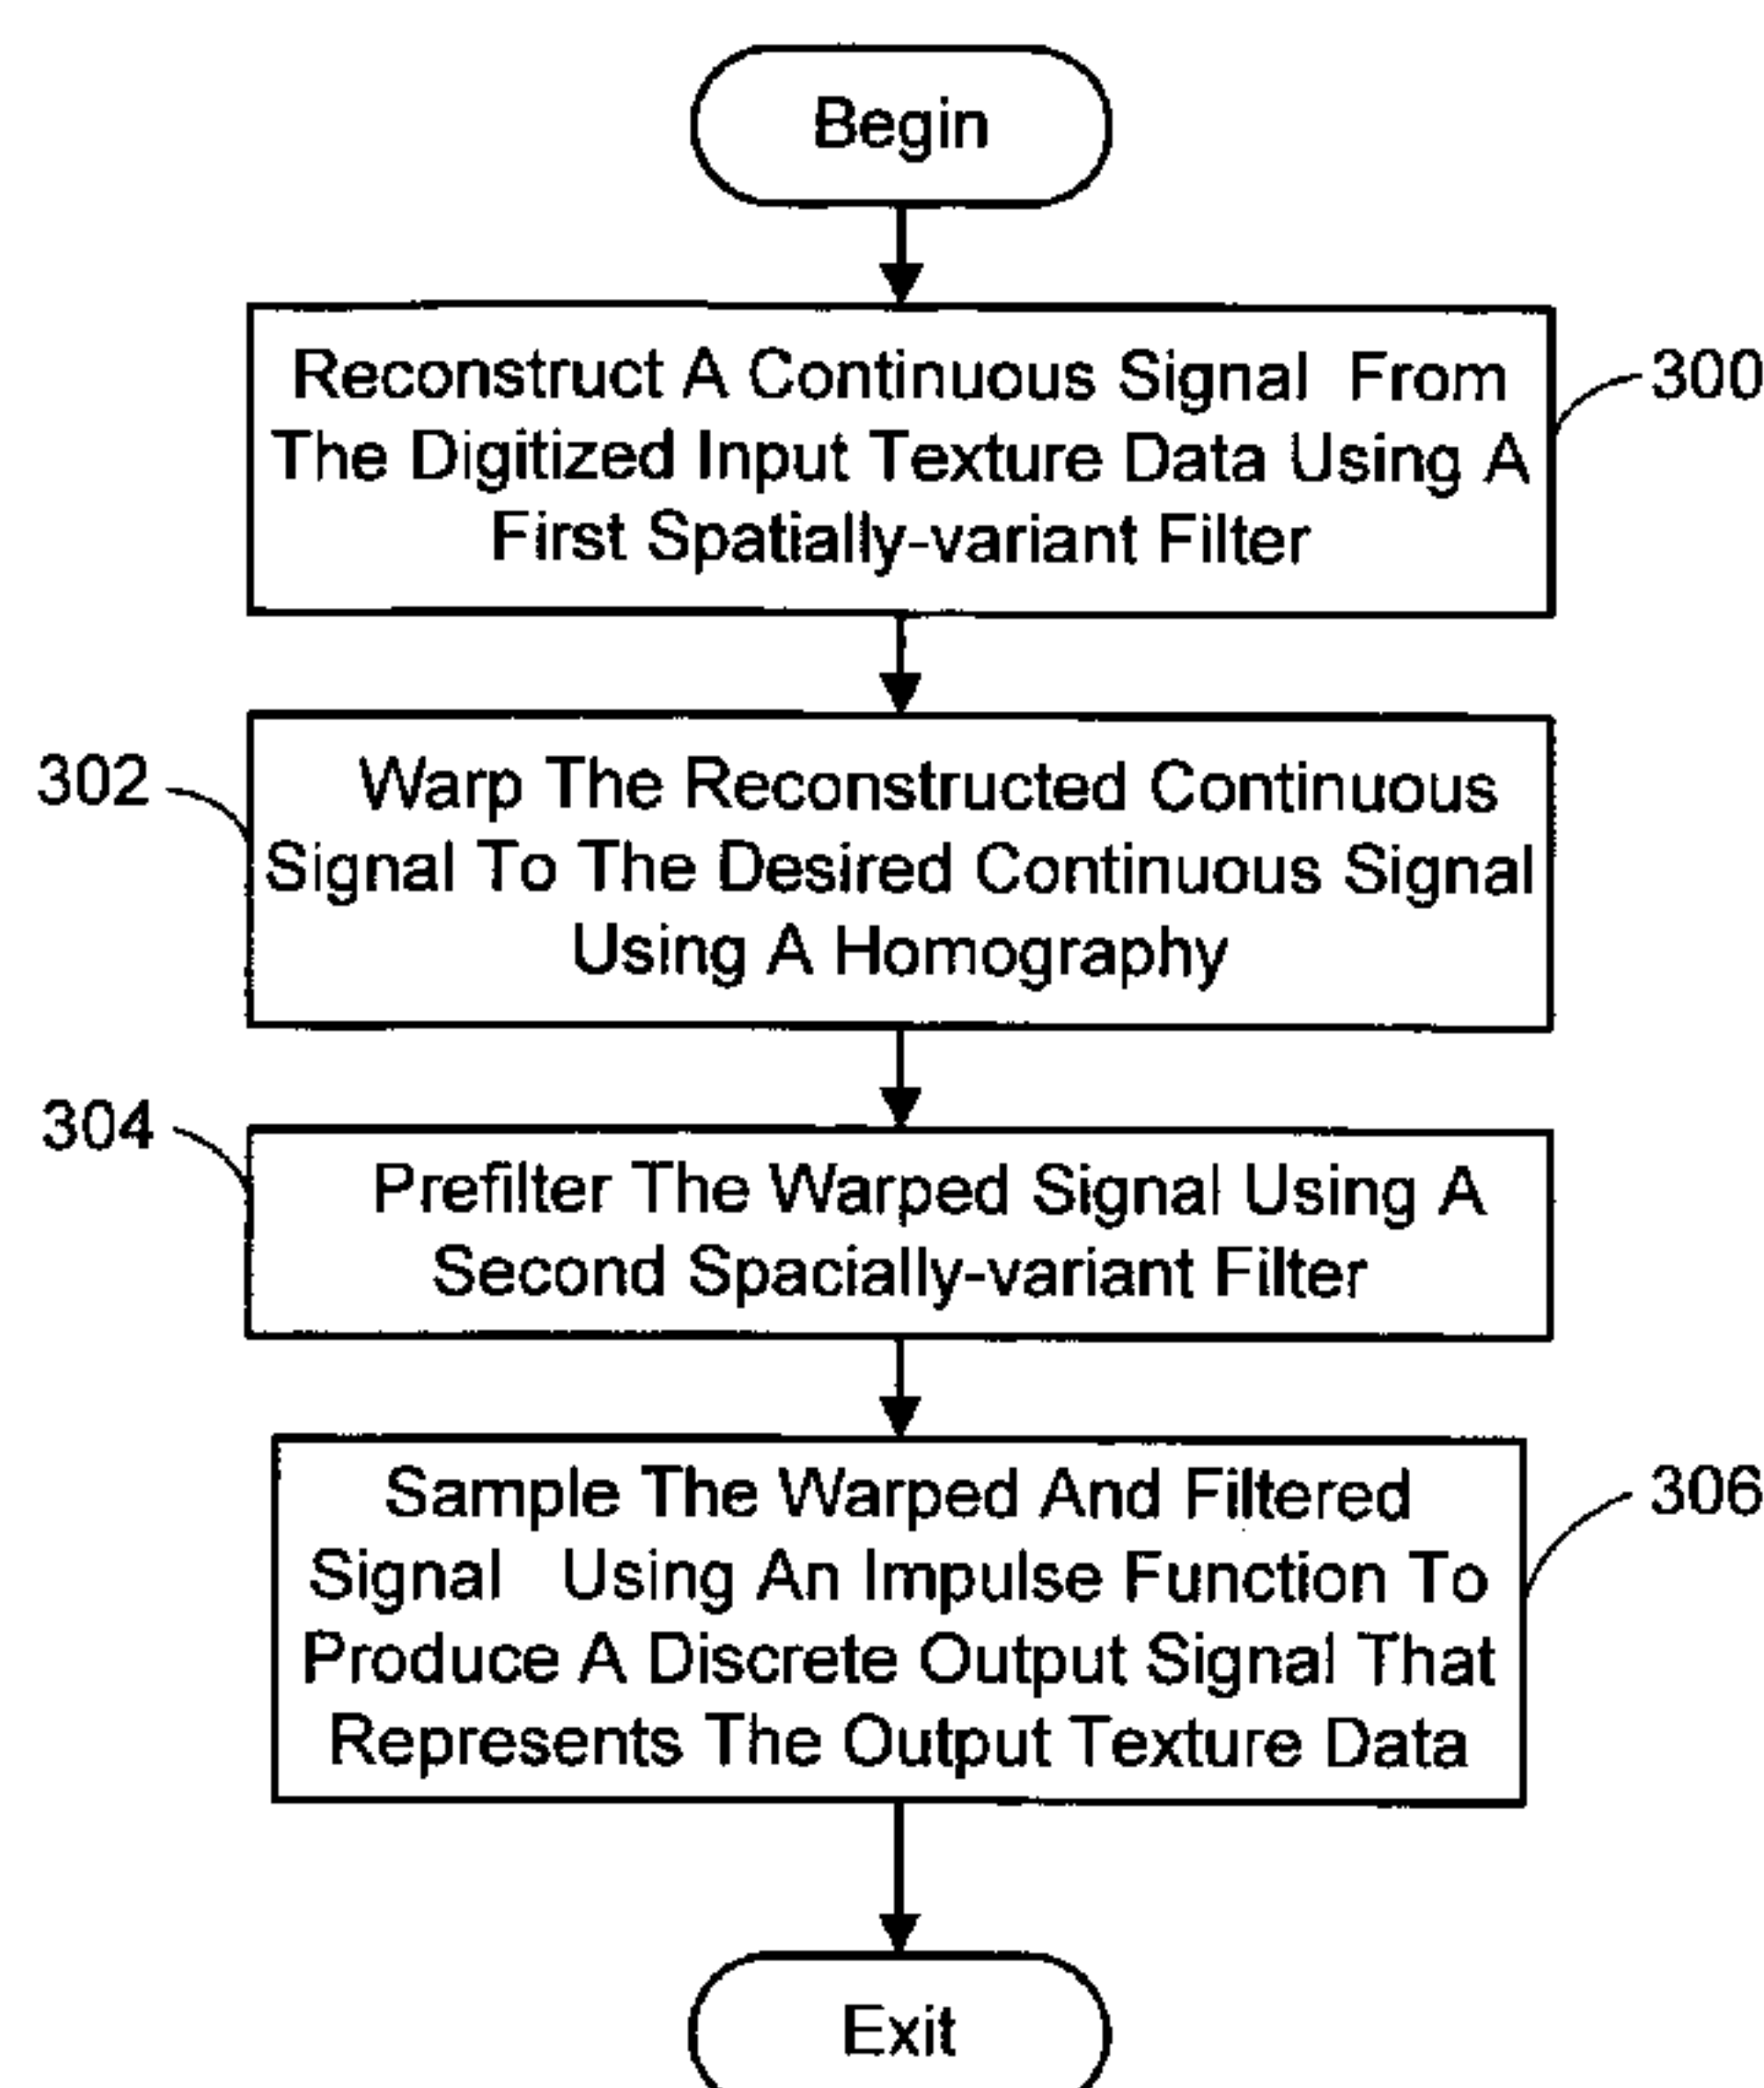 Begin
Reconstruct A Continuous Signal From
The Digitized Input Texture Data Using A
First Spatially-variant Filter
300
302
Warp The Reconstructed Continuous
Signal To The Desired Continuous Signal
Using A Homography
304
Prefilter The Warped Signal Using A
Second Spacially-variant Filter
Sample The Warped And Filtered
Signal Using An Impulse Function To
Produce A Discrete Output Signal That
Represents The Output Texture Data
306
Exit